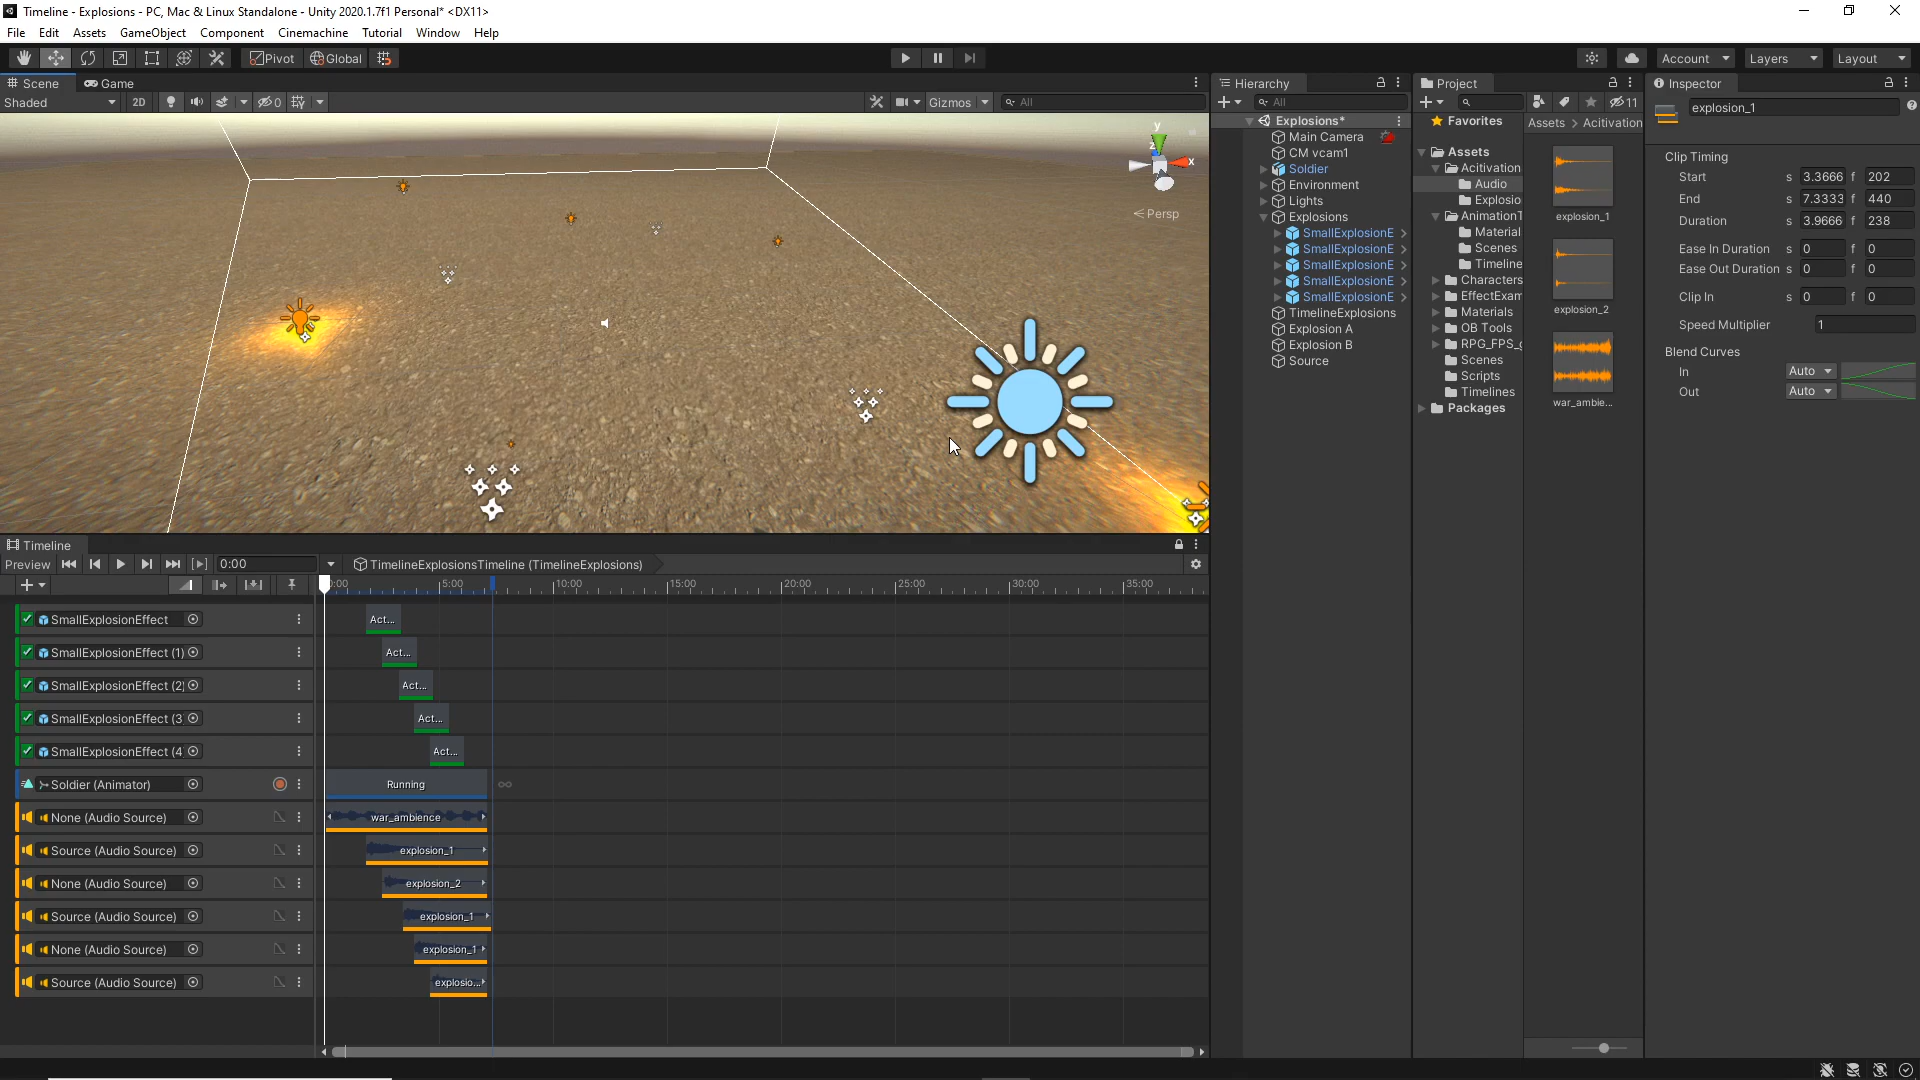 Timeline - Explosions - PC, Mac & Linux Standalone - Unity 2020.1.7f1 Personal* <DX11>
File Edit Assets GameObject Component Cinemachine Tutorial Window Help
Pivot Global Account Layers Layout
Scene Game
Shaded 2D 0 Gizmos All
y
z
x
Persp
Hierarchy
All
Explosions*
Main Camera
CM vcam1
Soldier
Environment
Lights
Explosions
SmallExplosionE
SmallExplosionE
SmallExplosionE
SmallExplosionE
SmallExplosionE
TimelineExplosions
Explosion A
Explosion B
Source
Project
11
Favorites
Assets
Acitivation
Audio
Explosio
AnimationT
Material
Scenes
Timeline
Characters
EffectExam
Materials
OB Tools
RPG_FPS_g
Scenes
Scripts
Timelines
Packages
Assets > Acitivation
explosion_1
explosion_2
war_ambie...
Inspector
explosion_1
Clip Timing
Start s 3.3666 f 202
End s 7.3333 f 440
Duration s 3.9666 f 238
Ease In Duration s 0 f 0
Ease Out Duration s 0 f 0
Clip In s 0 f 0
Speed Multiplier 1
Blend Curves
In Auto
Out Auto
Timeline
Preview 0:00 TimelineExplosionsTimeline (TimelineExplosions)
0:00 5:00 10:00 15:00 20:00 25:00 30:00 35:00
SmallExplosionEffect Act...
SmallExplosionEffect (1) Act...
SmallExplosionEffect (2) Act...
SmallExplosionEffect (3 Act...
SmallExplosionEffect (4 Act...
Soldier (Animator) Running
None (Audio Source) war_ambience
Source (Audio Source) explosion_1
None (Audio Source) explosion_2
Source (Audio Source) explosion_1
None (Audio Source) explosion_1
Source (Audio Source) explosio...